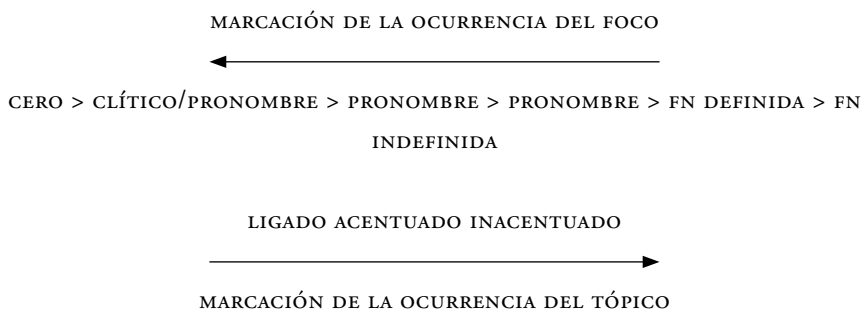 MARCACIÓN DE LA OCURRENCIA DEL FOCO
CERO > CLÍTICO/PRONOMBRE > PRONOMBRE > PRONOMBRE > FN DEFINIDA > FN
INDEFINIDA
LIGADO ACENTUADO INACENTUADO
MARCACIÓN DE LA OCURRENCIA DEL TÓPICO